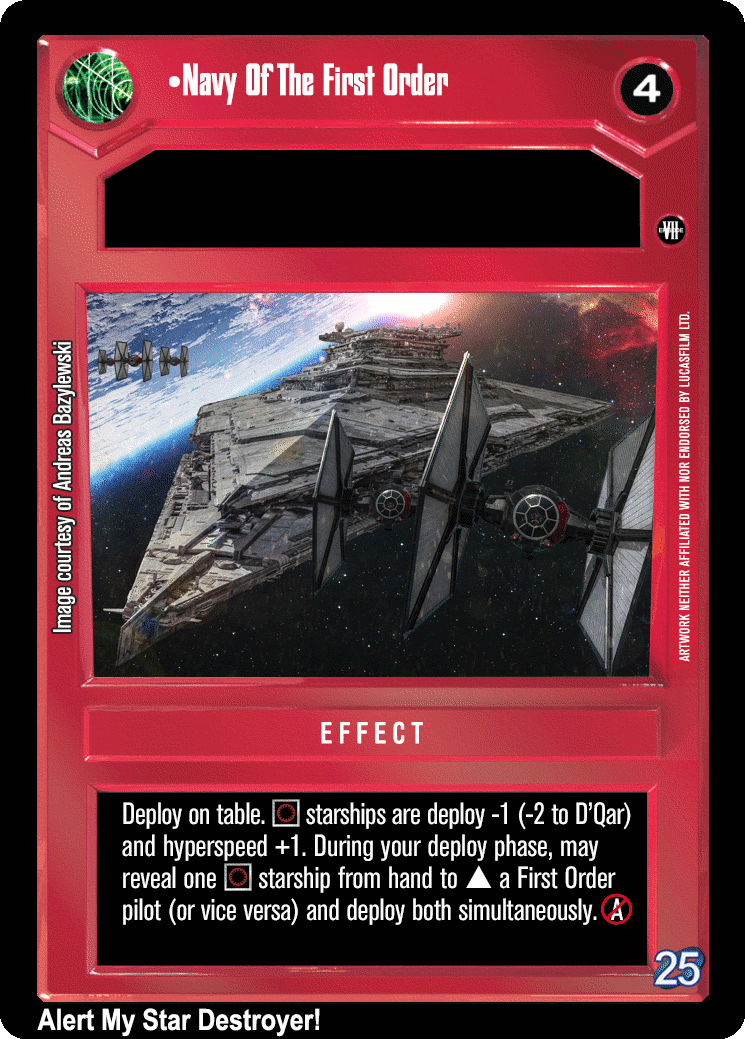 •Navy Of The First Order
4
EPISODE VII
Image courtesy of Andreas Bazylewski
ARTWORK NEITHER AFFILIATED WITH NOR ENDORSED BY LUCASFILM LTD.
EFFECT
Deploy on table. starships are deploy -1 (-2 to D'Qar)
and hyperspeed +1. During your deploy phase, may
reveal one starship from hand to ▲ a First Order
pilot (or vice versa) and deploy both simultaneously. A
25
Alert My Star Destroyer!